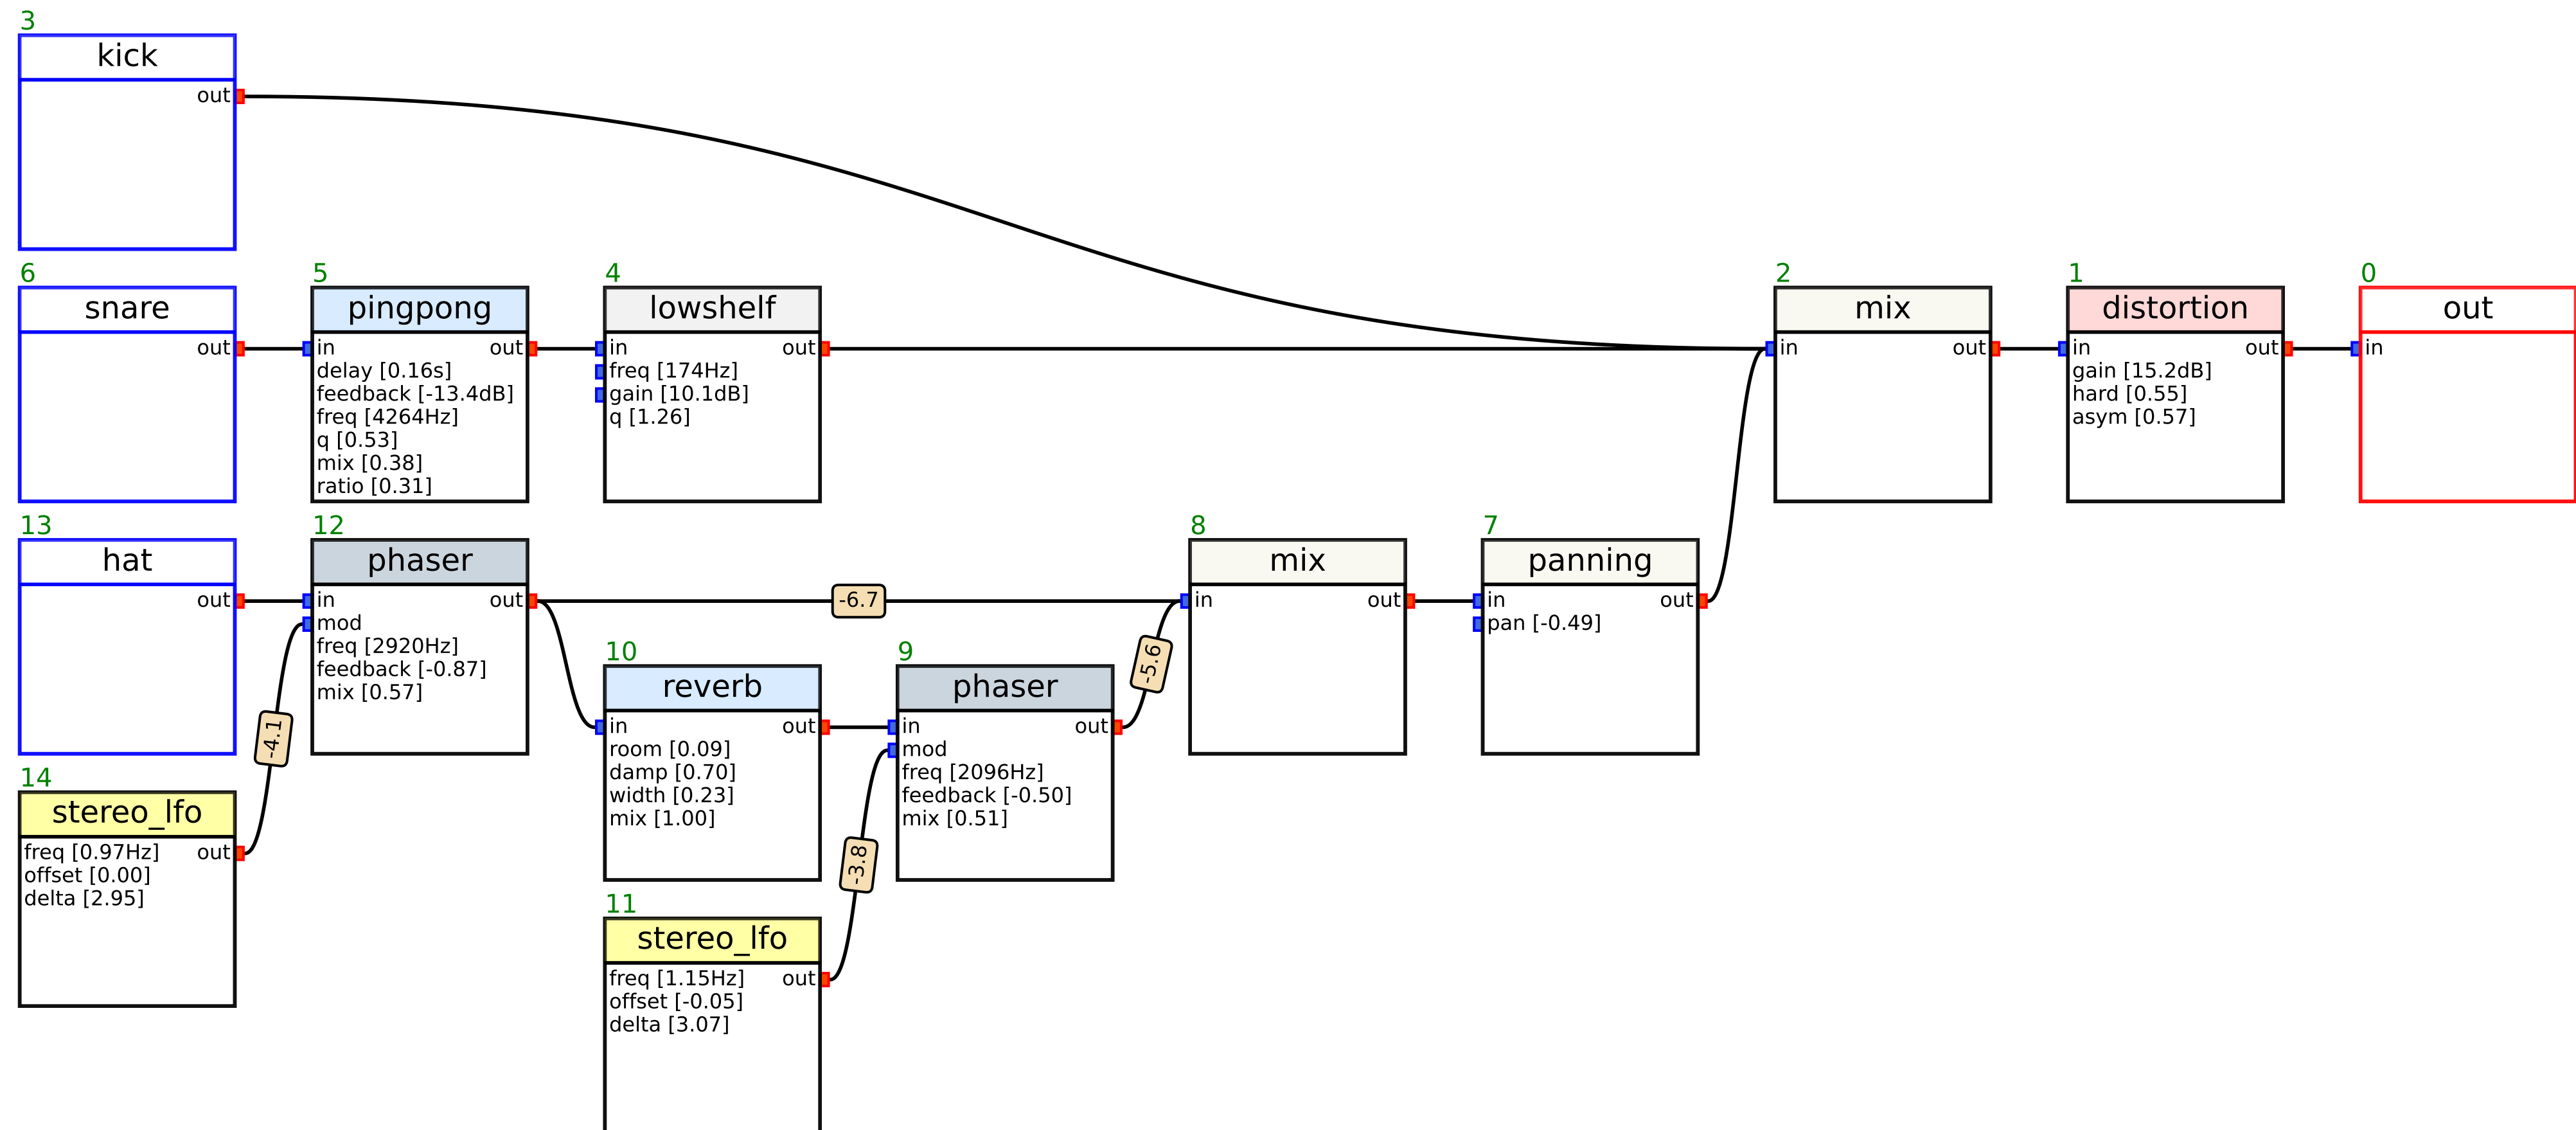 3
kick
out
6
snare
out
5
pingpong
in out
delay [0.16s]
feedback [-13.4dB]
freq [4264Hz]
q [0.53]
mix [0.38]
ratio [0.31]
4
lowshelf
in out
freq [174Hz]
gain [10.1dB]
q [1.26]
2
mix
in out
1
distortion
in out
gain [15.2dB]
hard [0.55]
asym [0.57]
0
out
in
13
hat
out
12
phaser
in out
mod
freq [2920Hz]
feedback [-0.87]
mix [0.57]
-6.7
8
mix
in out
7
panning
in out
pan [-0.49]
-4.1
10
reverb
in out
room [0.09]
damp [0.70]
width [0.23]
mix [1.00]
9
phaser
in out
mod
freq [2096Hz]
feedback [-0.50]
mix [0.51]
-5.6
14
stereo_lfo
freq [0.97Hz] out
offset [0.00]
delta [2.95]
-3.8
11
stereo_lfo
freq [1.15Hz] out
offset [-0.05]
delta [3.07]